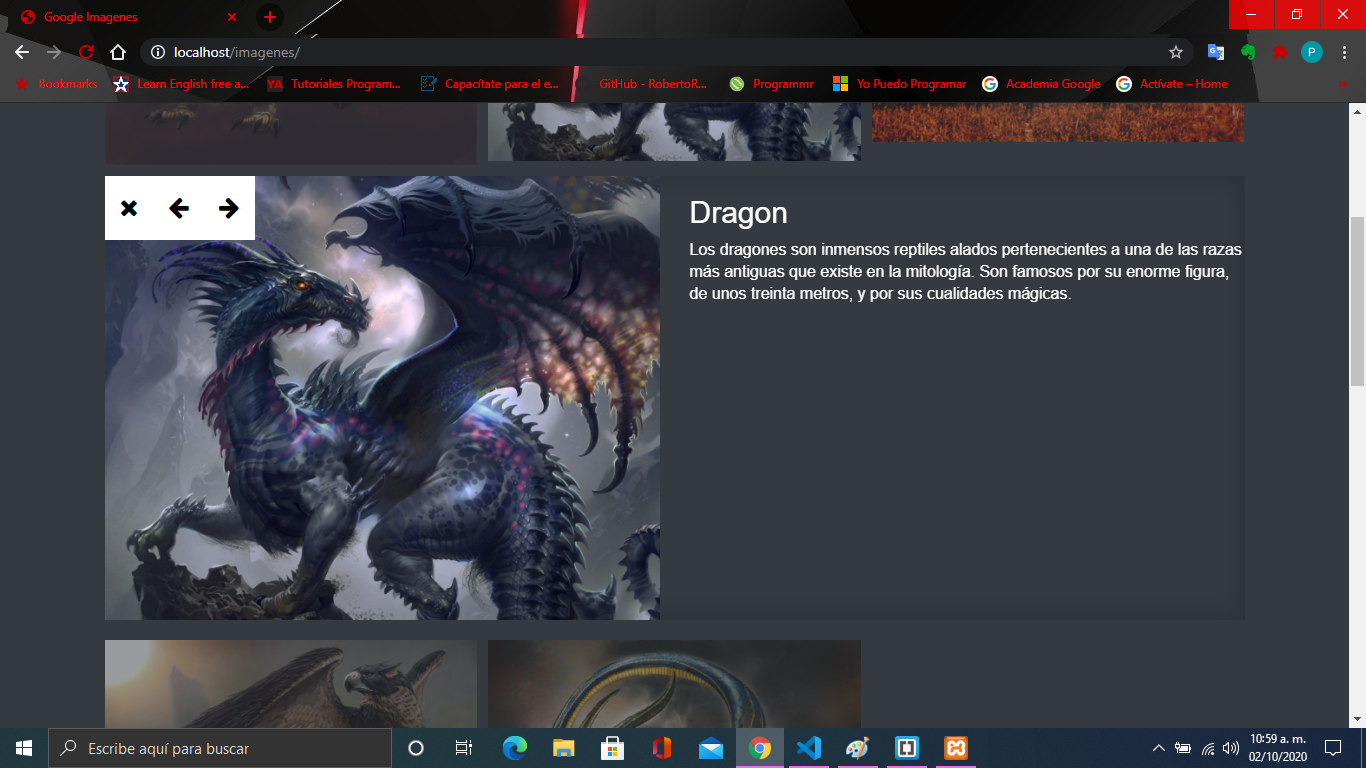 Google Imagenes
localhost/imagenes/
P
Bookmarks
Learn English free a...
YA
Tutoriales Program...
Capacítate para el e...
GitHub - RobertoR...
Programmr
Yo Puedo Programar
Academia Google
Actívate – Home
»
Dragon
Los dragones son inmensos reptiles alados pertenecientes a una de las razas
más antiguas que existe en la mitología. Son famosos por su enorme figura,
de unos treinta metros, y por sus cualidades mágicas.
Escribe aquí para buscar
10:59 a. m.
02/10/2020